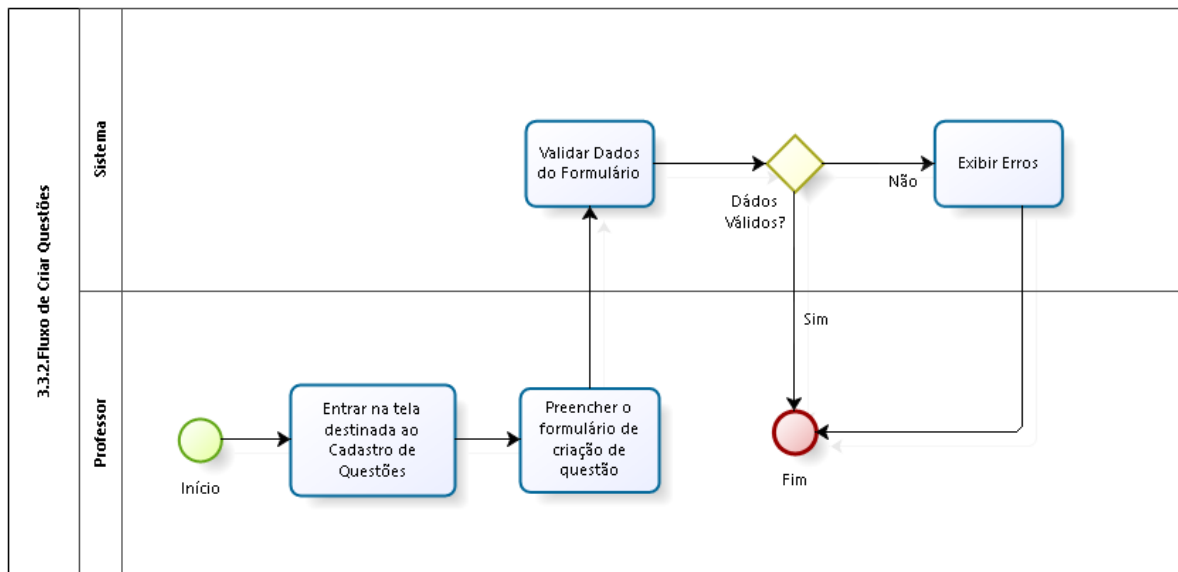 3.3.2.Fluxo de Criar Questões
Sistema
Validar Dados
do Formulário
Dádos
Válidos?
Não
Exibir Erros
Sim
Professor
Início
Entrar na tela
destinada ao
Cadastro de
Questões
Preencher o
formulário de
criação de
questão
Fim